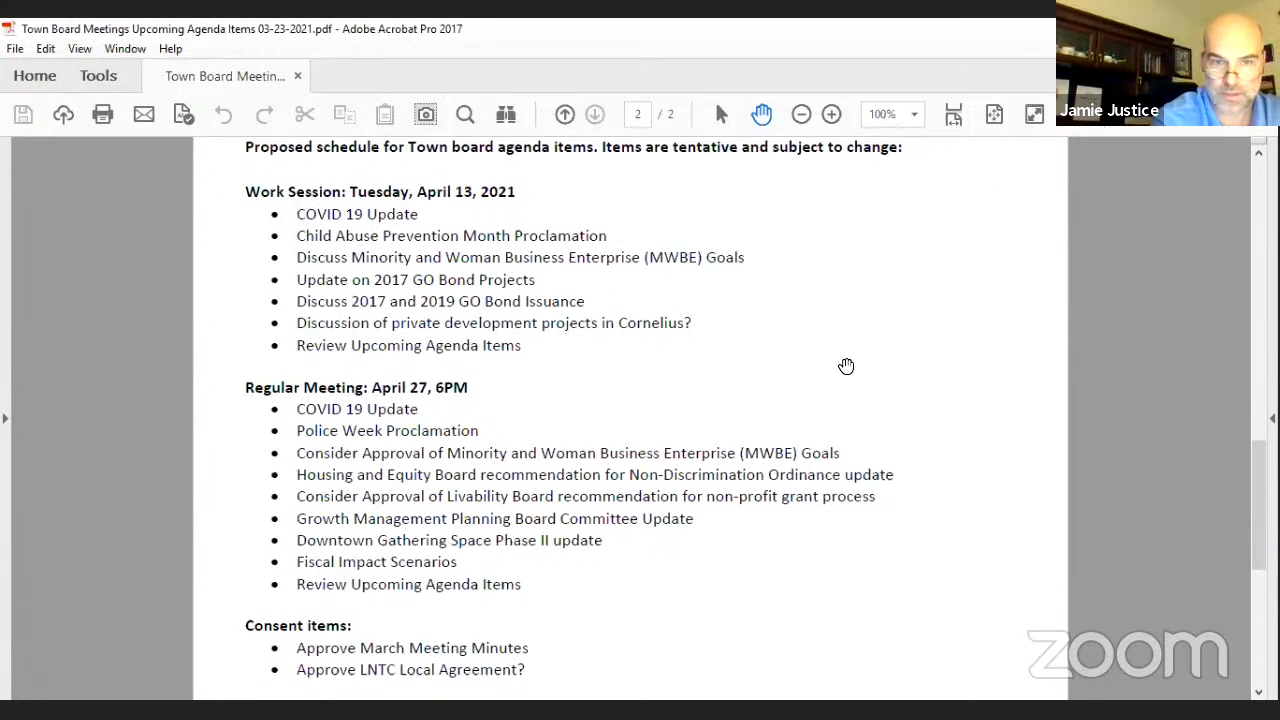 Town Board Meetings Upcoming Agenda Items 03-23-2021.pdf - Adobe Acrobat Pro 2017
File Edit View Window Help
Home Tools Town Board Meetin... ×
2 / 2 100%
Jamie Justice
Proposed schedule for Town board agenda items. Items are tentative and subject to change:
Work Session: Tuesday, April 13, 2021
• COVID 19 Update
• Child Abuse Prevention Month Proclamation
• Discuss Minority and Woman Business Enterprise (MWBE) Goals
• Update on 2017 GO Bond Projects
• Discuss 2017 and 2019 GO Bond Issuance
• Discussion of private development projects in Cornelius?
• Review Upcoming Agenda Items
Regular Meeting: April 27, 6PM
• COVID 19 Update
• Police Week Proclamation
• Consider Approval of Minority and Woman Business Enterprise (MWBE) Goals
• Housing and Equity Board recommendation for Non-Discrimination Ordinance update
• Consider Approval of Livability Board recommendation for non-profit grant process
• Growth Management Planning Board Committee Update
• Downtown Gathering Space Phase II update
• Fiscal Impact Scenarios
• Review Upcoming Agenda Items
Consent items:
• Approve March Meeting Minutes
• Approve LNTC Local Agreement?
zoom